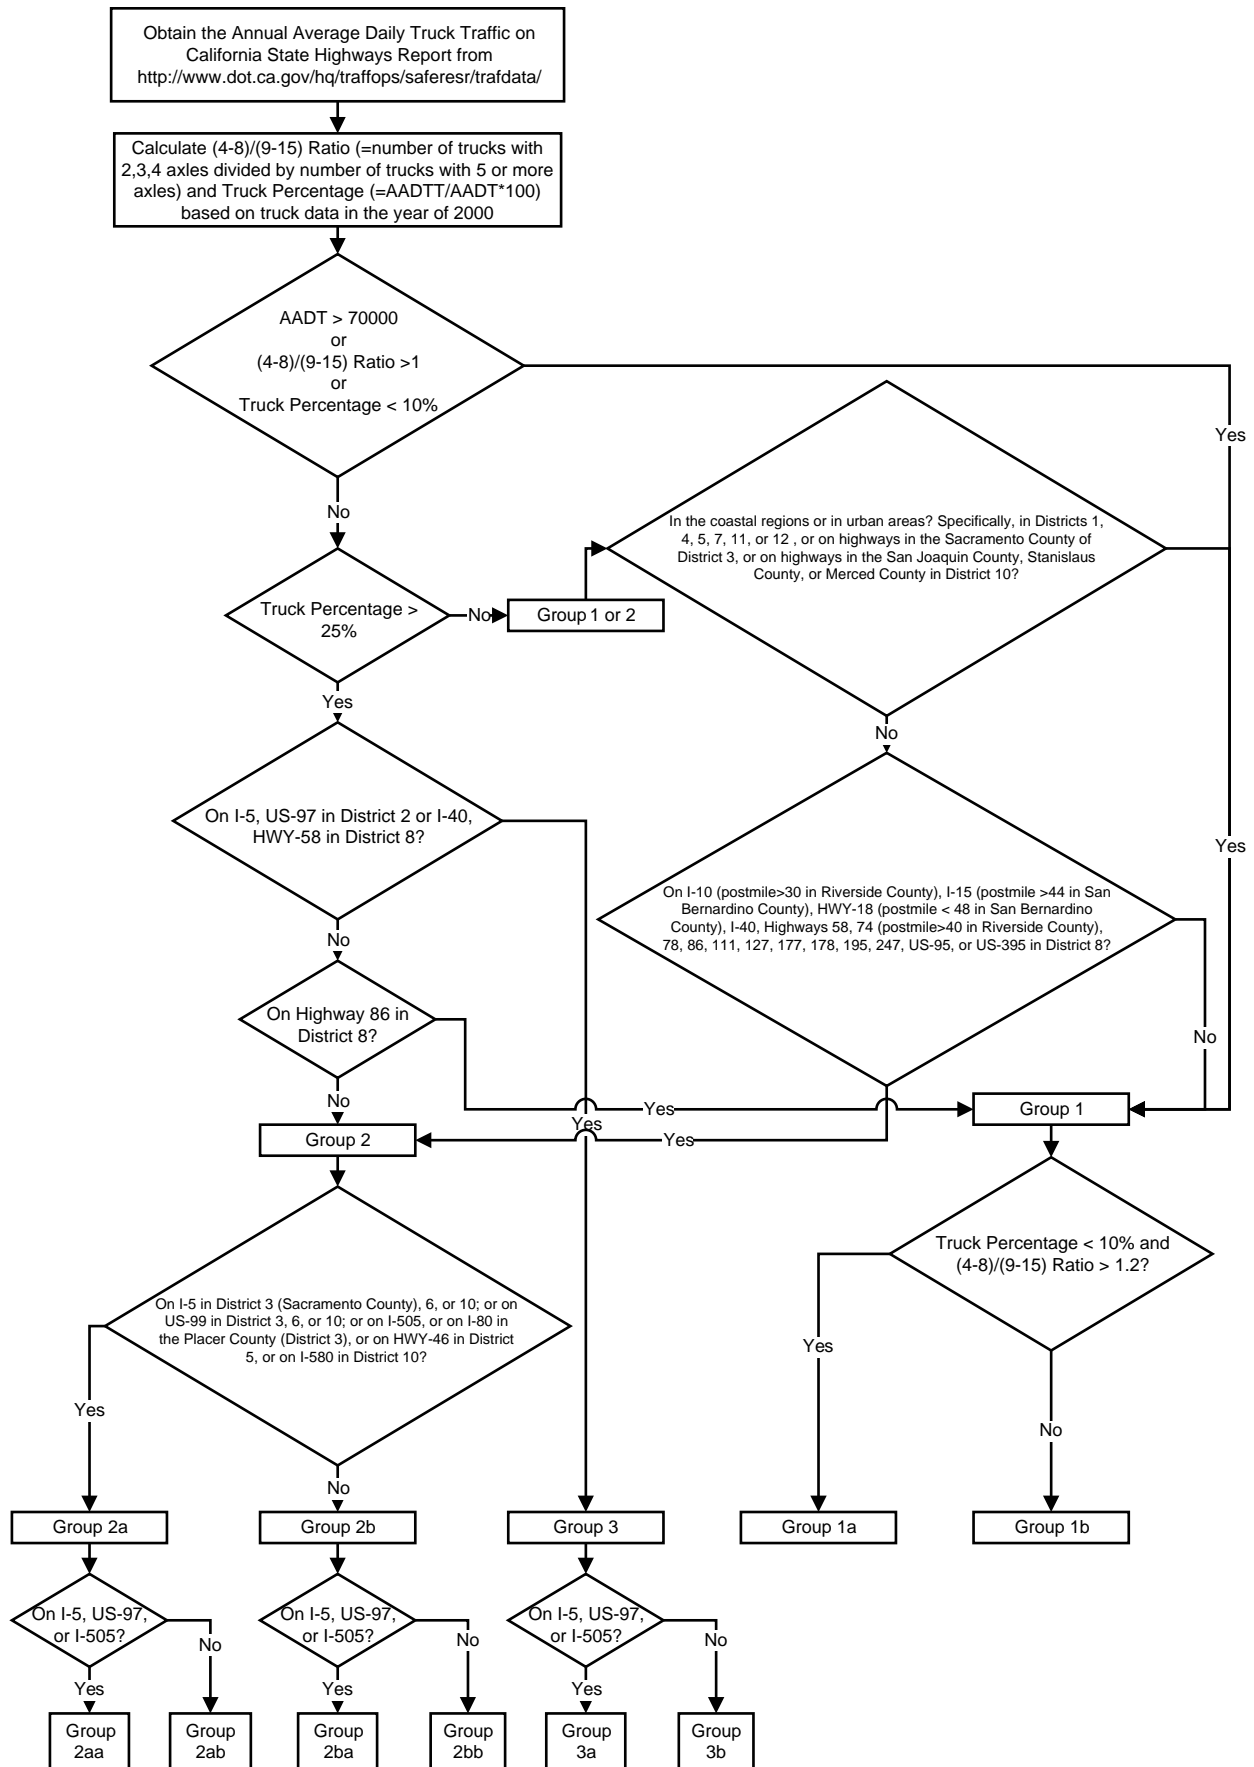 Obtain the Annual Average Daily Truck Traffic on
California State Highways Report from
http://www.dot.ca.gov/hq/traffops/saferesr/trafdata/
Calculate (4-8)/(9-15) Ratio (=number of trucks with
2,3,4 axles divided by number of trucks with 5 or more
axles) and Truck Percentage (=AADTT/AADT*100)
based on truck data in the year of 2000
AADT > 70000
or
(4-8)/(9-15) Ratio >1
or
Truck Percentage < 10%
Yes
No
In the coastal regions or in urban areas? Specifically, in Districts 1,
4, 5, 7, 11, or 12 , or on highways in the Sacramento County of
District 3, or on highways in the San Joaquin County, Stanislaus
County, or Merced County in District 10?
Truck Percentage >
25%
No
Group 1 or 2
Yes
No
On I-5, US-97 in District 2 or I-40,
HWY-58 in District 8?
Yes
On I-10 (postmile>30 in Riverside County), I-15 (postmile >44 in San
Bernardino County), HWY-18 (postmile < 48 in San Bernardino
County), I-40, Highways 58, 74 (postmile>40 in Riverside County),
78, 86, 111, 127, 177, 178, 195, 247, US-95, or US-395 in District 8?
No
On Highway 86 in
District 8?
No
No
Yes
Group 1
Yes
Group 2
Yes
Truck Percentage < 10% and
(4-8)/(9-15) Ratio > 1.2?
On I-5 in District 3 (Sacramento County), 6, or 10; or on
US-99 in District 3, 6, or 10; or on I-505, or on I-80 in
the Placer County (District 3), or on HWY-46 in District
5, or on I-580 in District 10?
Yes
Yes
No
No
Group 2a
Group 2b
Group 3
Group 1a
Group 1b
On I-5, US-97,
or I-505?
On I-5, US-97,
or I-505?
On I-5, US-97,
or I-505?
No
No
No
Yes
Yes
Yes
Group
2aa
Group
2ab
Group
2ba
Group
2bb
Group
3a
Group
3b